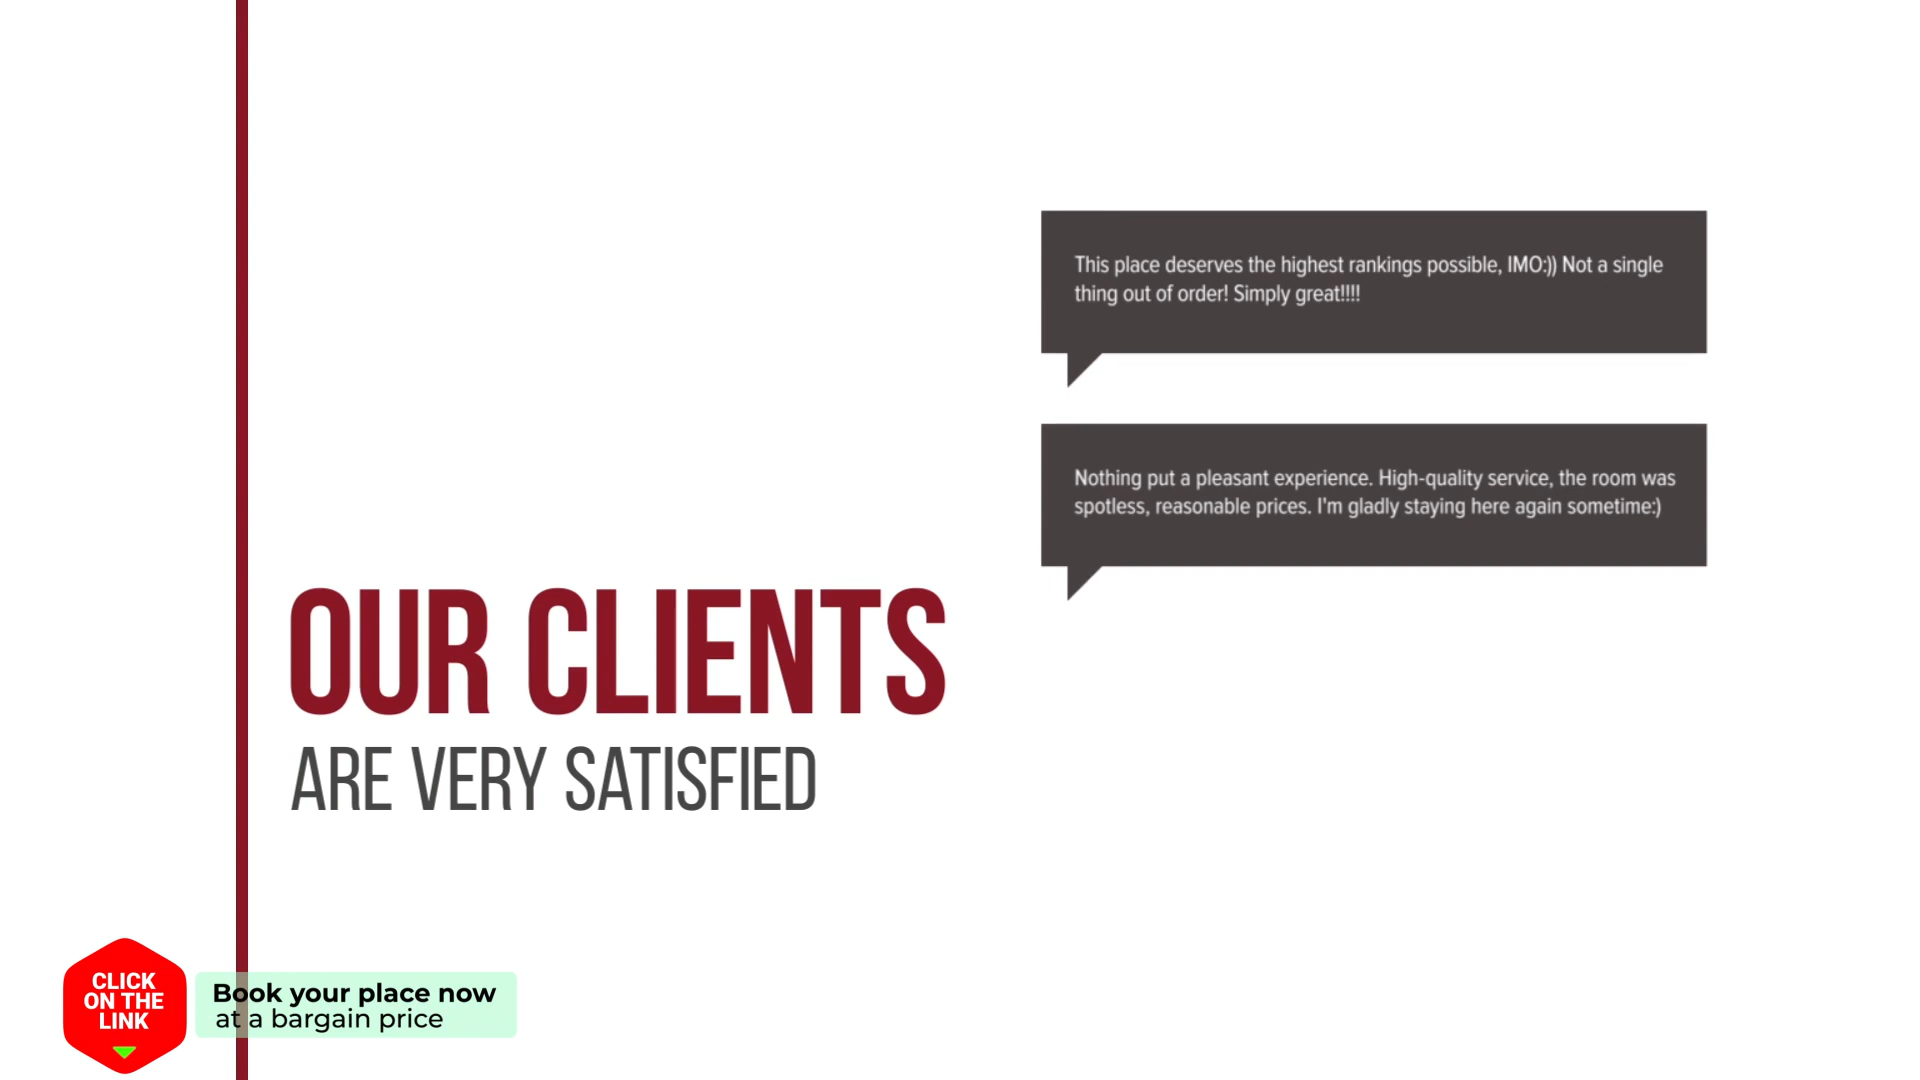 This place deserves the highest rankings possible, IMO:)) Not a single
thing out of order! Simply great!!!!
Nothing put a pleasant experience. High-quality service, the room was
spotless, reasonable prices. I'm gladly staying here again sometime:)
OUR CLIENTS
ARE VERY SATISFIED
CLICK
ON THE
LINK
Book your place now
at a bargain price